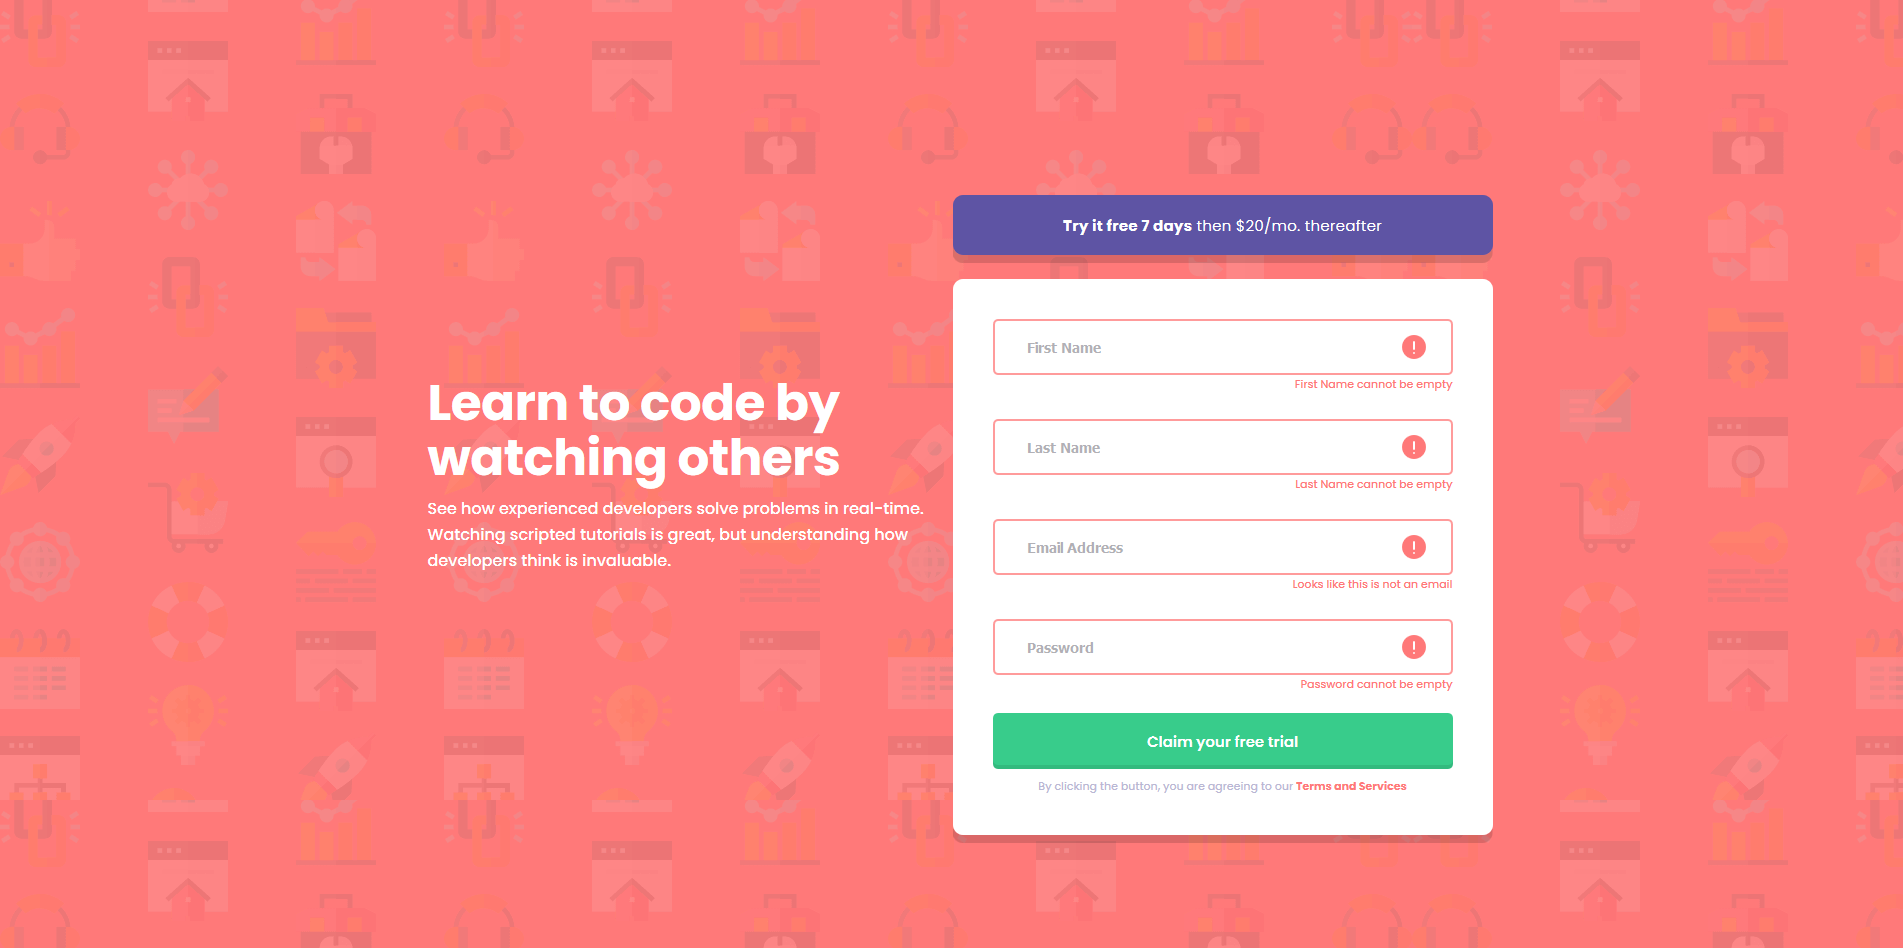 Learn to code by
watching others
See how experienced developers solve problems in real-time.
Watching scripted tutorials is great, but understanding how
developers think is invaluable.
Try it free 7 days then $20/mo. thereafter
First Name
First Name cannot be empty
Last Name
Last Name cannot be empty
Email Address
Looks like this is not an email
Password
Password cannot be empty
Claim your free trial
By clicking the button, you are agreeing to our Terms and Services